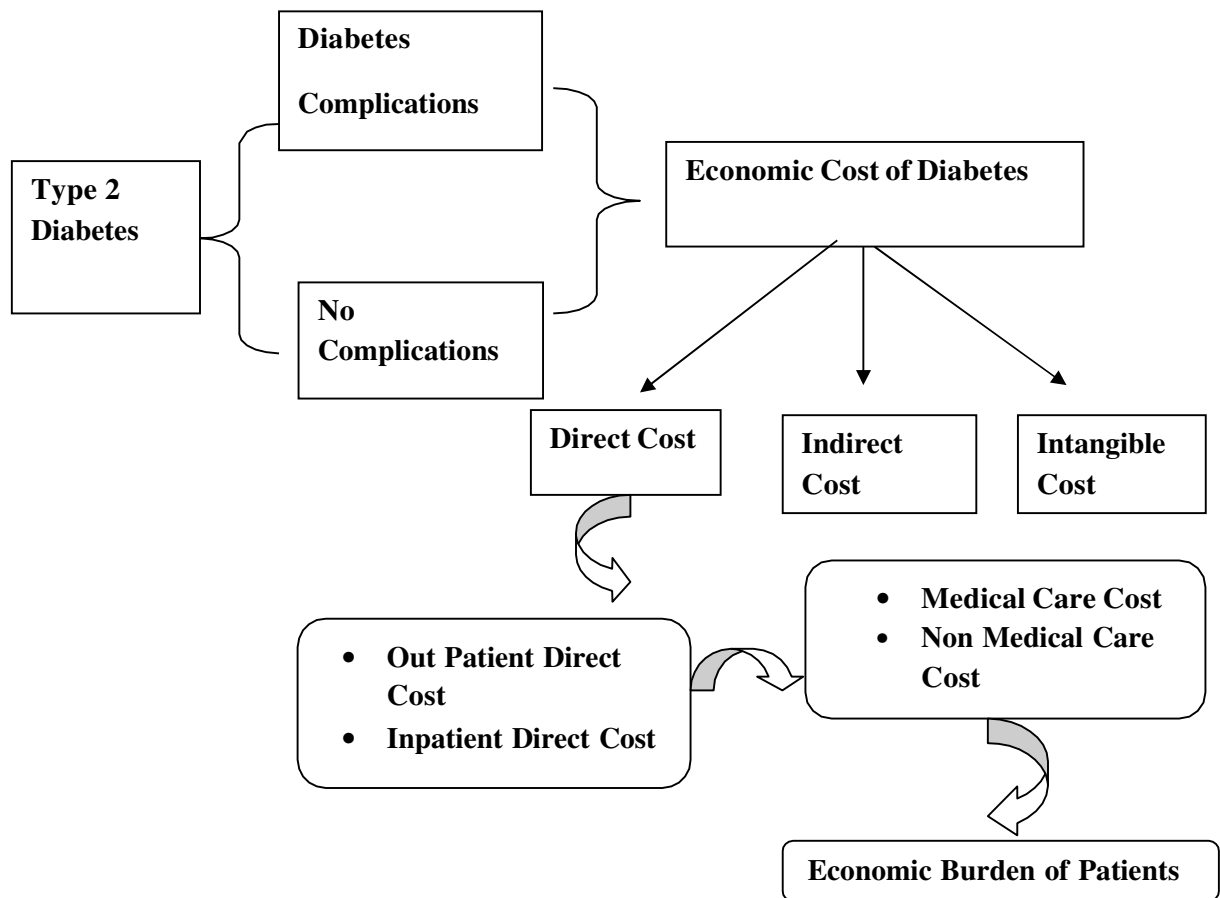 Diabetes
Complications
Type 2
Diabetes
Economic Cost of Diabetes
No
Complications
Direct Cost
Indirect
Cost
Intangible
Cost
• Out Patient Direct
Cost
• Inpatient Direct Cost
• Medical Care Cost
• Non Medical Care
Cost
Economic Burden of Patients